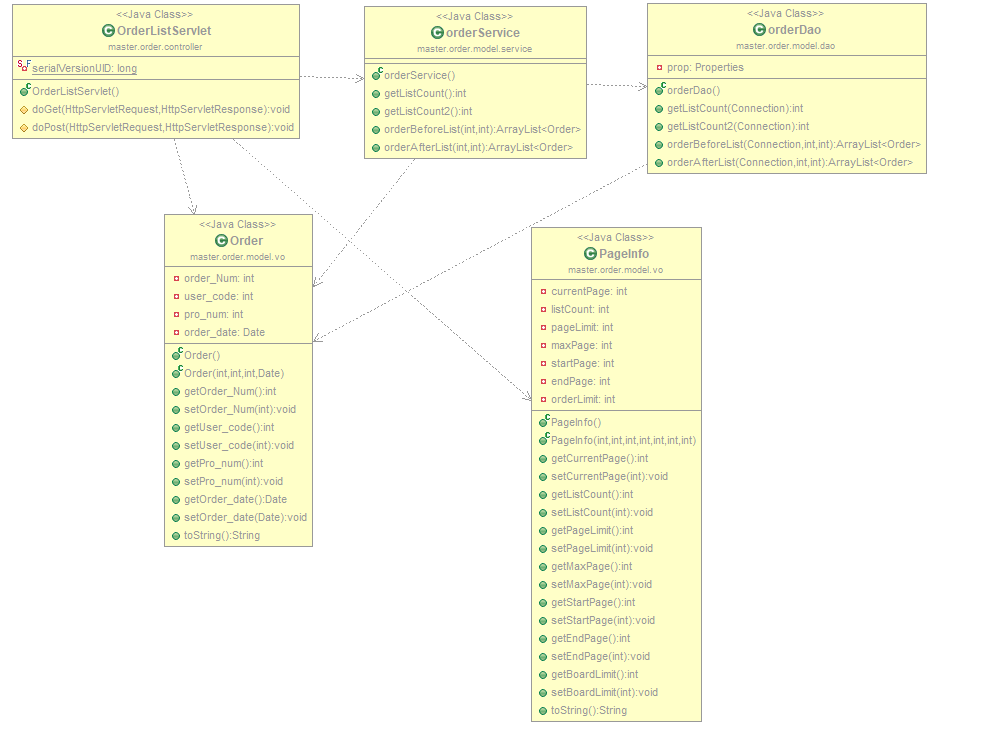 <<Java Class>>
OrderListServlet
master.order.controller
serialVersionUID: long
OrderListServlet()
doGet(HttpServletRequest,HttpServletResponse):void
doPost(HttpServletRequest,HttpServletResponse):void
<<Java Class>>
orderService
master.order.model.service
orderService()
getListCount():int
getListCount2():int
orderBeforeList(int,int):ArrayList<Order>
orderAfterList(int,int):ArrayList<Order>
<<Java Class>>
orderDao
master.order.model.dao
prop: Properties
orderDao()
getListCount(Connection):int
getListCount2(Connection):int
orderBeforeList(Connection,int,int):ArrayList<Order>
orderAfterList(Connection,int,int):ArrayList<Order>
<<Java Class>>
Order
master.order.model.vo
order_Num: int
user_code: int
pro_num: int
order_date: Date
Order()
Order(int,int,int,Date)
getOrder_Num():int
setOrder_Num(int):void
getUser_code():int
setUser_code(int):void
getPro_num():int
setPro_num(int):void
getOrder_date():Date
setOrder_date(Date):void
toString():String
<<Java Class>>
PageInfo
master.order.model.vo
currentPage: int
listCount: int
pageLimit: int
maxPage: int
startPage: int
endPage: int
orderLimit: int
PageInfo()
PageInfo(int,int,int,int,int,int,int)
getCurrentPage():int
setCurrentPage(int):void
getListCount():int
setListCount(int):void
getPageLimit():int
setPageLimit(int):void
getMaxPage():int
setMaxPage(int):void
getStartPage():int
setStartPage(int):void
getEndPage():int
setEndPage(int):void
getBoardLimit():int
setBoardLimit(int):void
toString():String